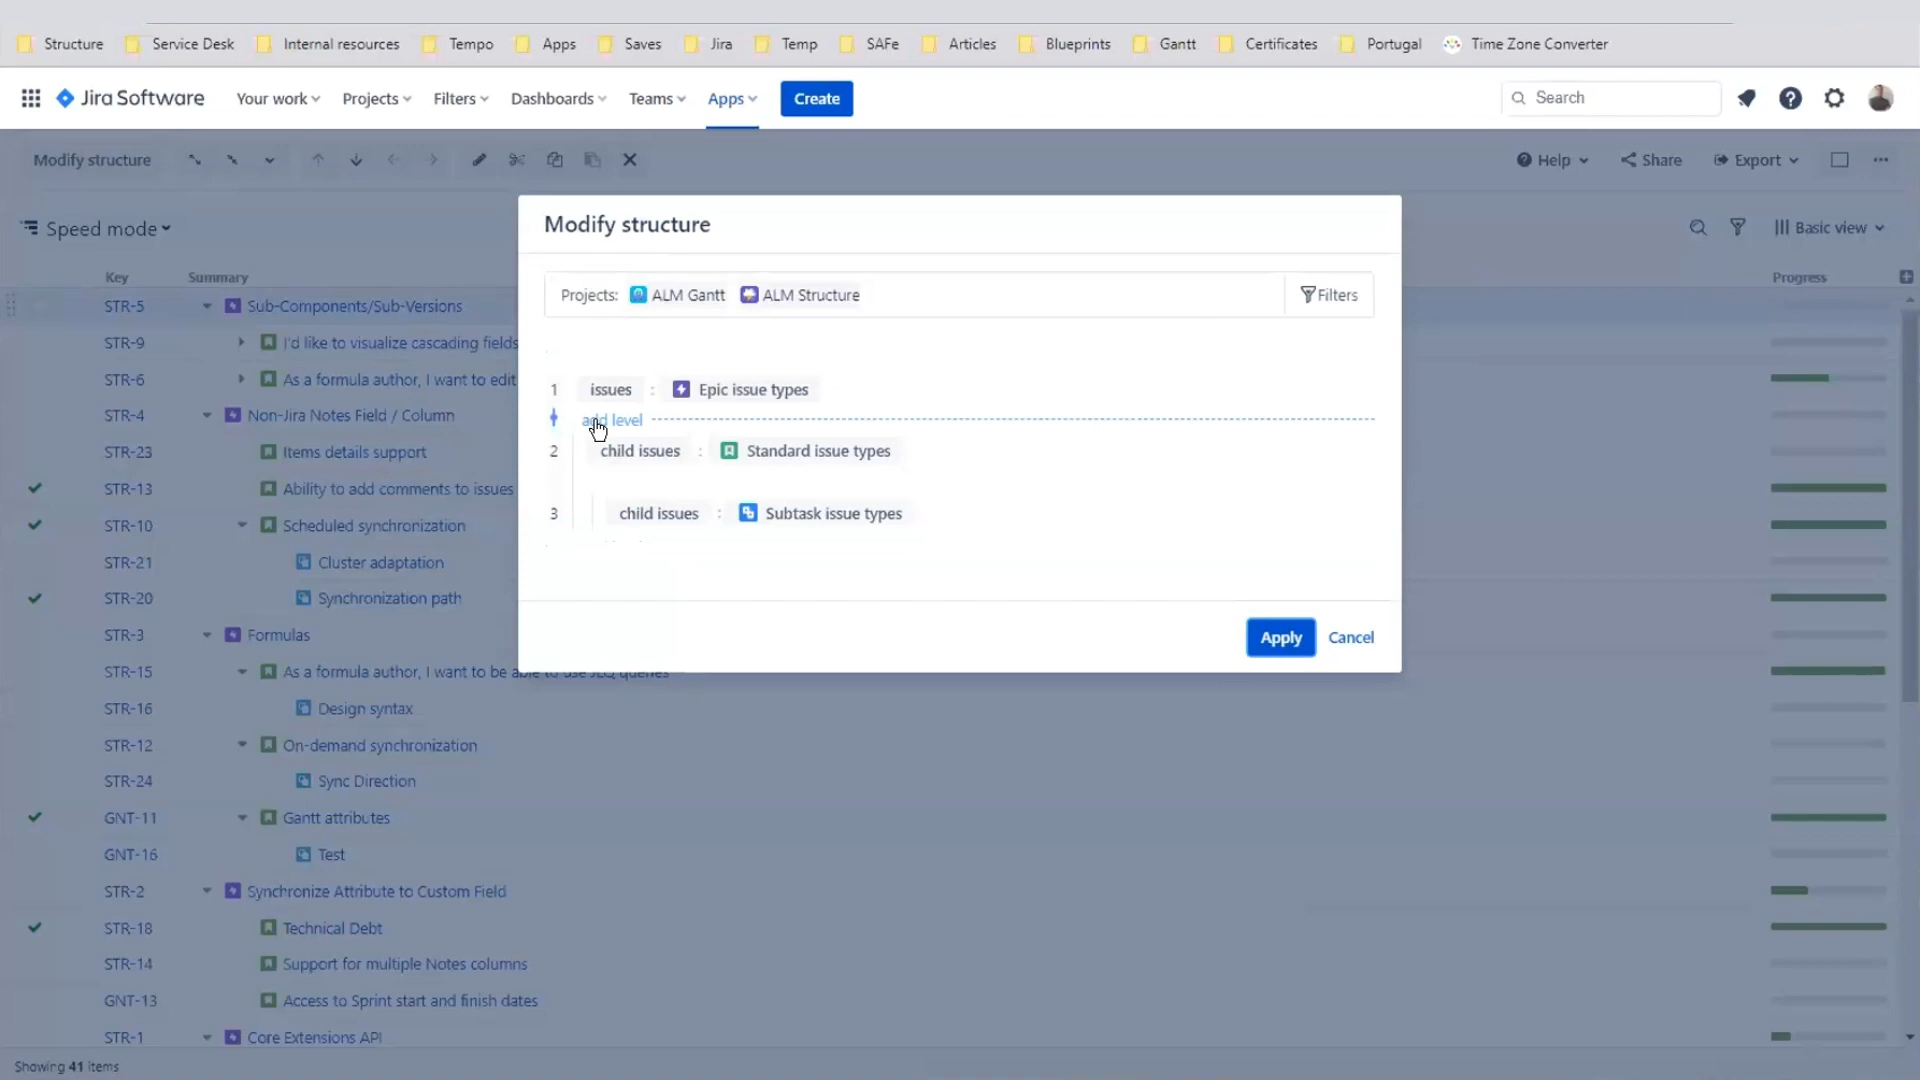 Structure Service Desk Internal resources Tempo Apps Saves Jira Temp SAFe Articles Blueprints Gantt Certificates Portugal Time Zone Converter
Jira Software Your work Projects Filters Dashboards Teams Apps Create Search
Modify structure Help Share Export
Speed mode Basic view
Key Summary Progress
Modify structure
Projects: ALM Gantt ALM Structure Filters
1 issues : Epic issue types
add level
2 child issues : Standard issue types
3 child issues : Subtask issue types
Apply Cancel
STR-5 Sub-Components/Sub-Versions
STR-9 I'd like to visualize cascading fields
STR-6 As a formula author, I want to edit
STR-4 Non-Jira Notes Field / Column
STR-23 Items details support
STR-13 Ability to add comments to issues
STR-10 Scheduled synchronization
STR-21 Cluster adaptation
STR-20 Synchronization path
STR-3 Formulas
STR-15 As a formula author, I want to be able to use JEQ queries
STR-16 Design syntax
STR-12 On-demand synchronization
STR-24 Sync Direction
GNT-11 Gantt attributes
GNT-16 Test
STR-2 Synchronize Attribute to Custom Field
STR-18 Technical Debt
STR-14 Support for multiple Notes columns
GNT-13 Access to Sprint start and finish dates
STR-1 Core Extensions API
Showing 41 items